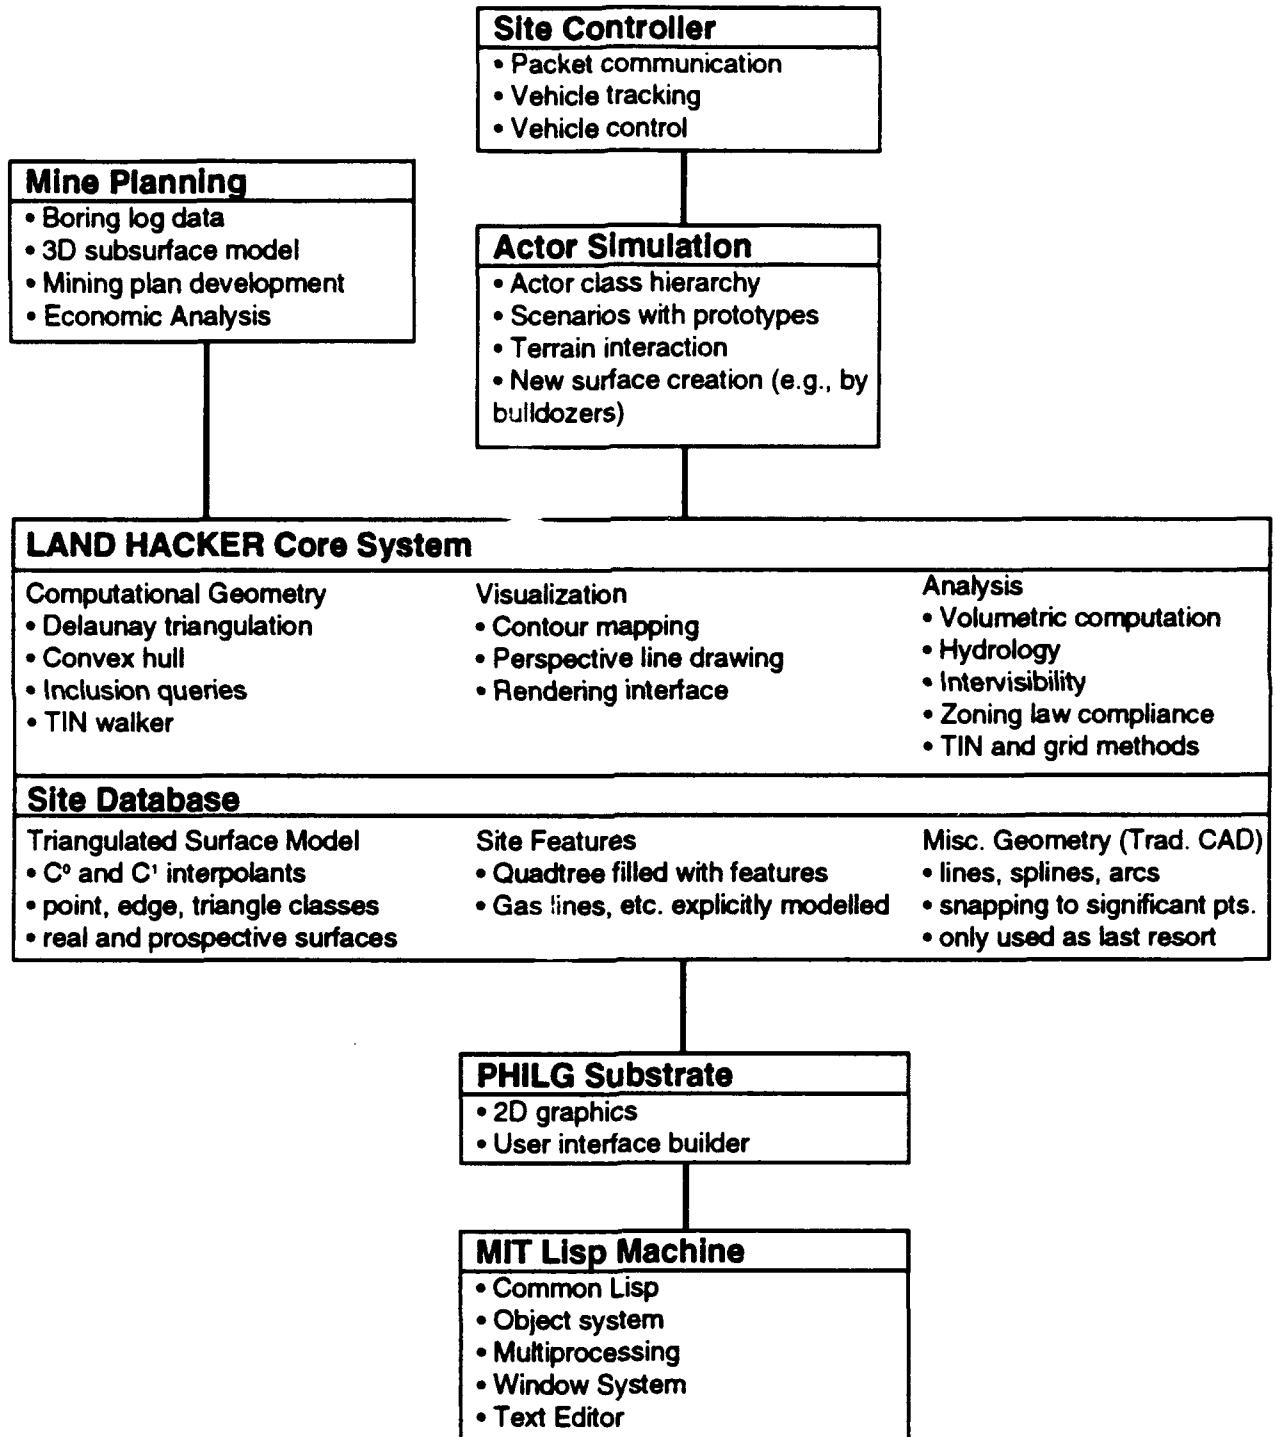 Site Controller
• Packet communication
• Vehicle tracking
• Vehicle control
Mine Planning
• Boring log data
• 3D subsurface model
• Mining plan development
• Economic Analysis
Actor Simulation
• Actor class hierarchy
• Scenarios with prototypes
• Terrain interaction
• New surface creation (e.g., by
bulldozers)
LAND HACKER Core System
Computational Geometry
• Delaunay triangulation
• Convex hull
• Inclusion queries
• TIN walker
Visualization
• Contour mapping
• Perspective line drawing
• Rendering interface
Analysis
• Volumetric computation
• Hydrology
• Intervisibility
• Zoning law compliance
• TIN and grid methods
Site Database
Triangulated Surface Model
• C⁰ and C¹ interpolants
• point, edge, triangle classes
• real and prospective surfaces
Site Features
• Quadtree filled with features
• Gas lines, etc. explicitly modelled
Misc. Geometry (Trad. CAD)
• lines, splines, arcs
• snapping to significant pts.
• only used as last resort
PHILG Substrate
• 2D graphics
• User interface builder
MIT Lisp Machine
• Common Lisp
• Object system
• Multiprocessing
• Window System
• Text Editor